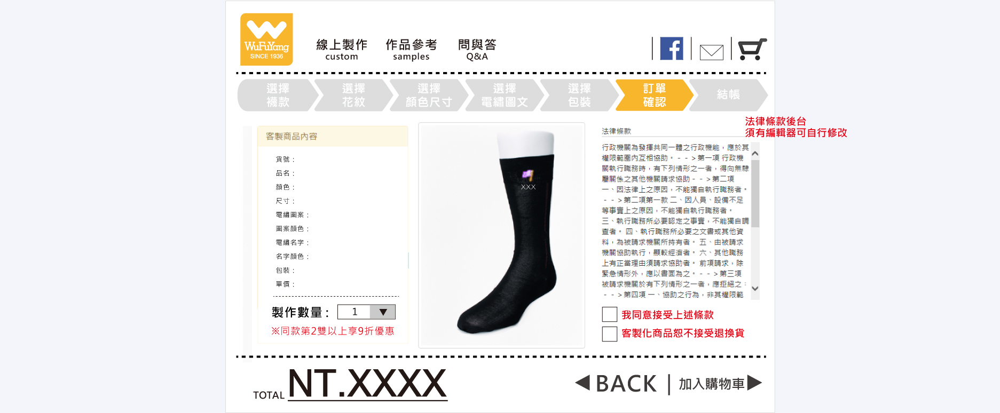 WuFuYang
SINCE 1936
線上製作
custom
作品參考
samples
問與答
Q&A
選擇
襪款
選擇
花紋
選擇
顏色尺寸
選擇
電繡圖文
選擇
包裝
訂單
確認
結帳
法律條款後台
須有編輯器可自行修改
客製商品內容
貨號：
品名：
顏色：
尺寸：
電繡圖案：
圖案顏色：
電繡名字：
名字顏色：
包裝：
單價：
製作數量： 1 ▼
※同款第2雙以上享9折優惠
XXX
法律條款
行政機關為發揮共同一體之行政機能，應於其
權限範圍內互相協助。 - - > 第一項 行政機
關執行職務時，有下列情形之一者，得向無隸
屬關係之其他機關請求協助 - - > 第二項
一、因法律上之原因，不能獨自執行職務者。
- - > 第二項第一款 二、因人員、設備不足
等事實上之原因，不能獨自執行職務者。
三、執行職務所必要認定之事實，不能獨自調
查者。 四、執行職務所必要之文書或其他資
料，為被請求機關所持有者。 五、由被請求
機關協助執行，顯較經濟者。 六、其他職務
上有正當理由須請求協助者。 前項請求，除
緊急情形外，應以書面為之。 - - > 第三項
被請求機關於有下列情形之一者，應拒絕之：
- - > 第四項 一、協助之行為，非其權限範
我同意接受上述條款
客製化商品恕不接受退換貨
TOTAL NT.XXXX
◀BACK | 加入購物車▶